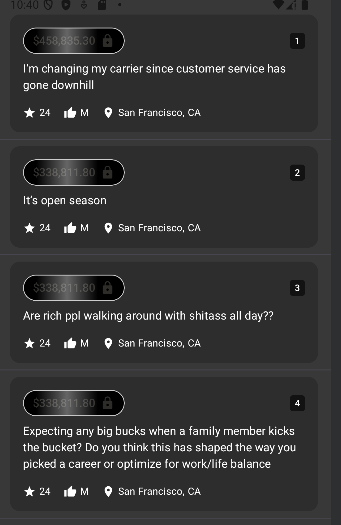 10:40
$458,835.30
1
I'm changing my carrier since customer service has
gone downhill
24 M San Francisco, CA
$338,811.80
2
It's open season
24 M San Francisco, CA
$338,811.80
3
Are rich ppl walking around with shitass all day??
24 M San Francisco, CA
$338,811.80
4
Expecting any big bucks when a family member kicks
the bucket? Do you think this has shaped the way you
picked a career or optimize for work/life balance
24 M San Francisco, CA